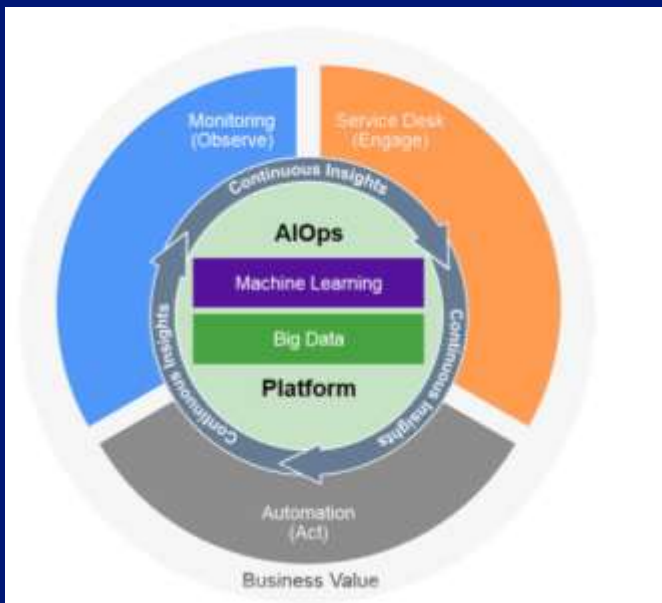 Monitoring
(Observe)
Service Desk
(Engage)
Continuous Insights
AIOps
Machine Learning
Big Data
Platform
Continuous Insights
Continuous Insights
Automation
(Act)
Business Value